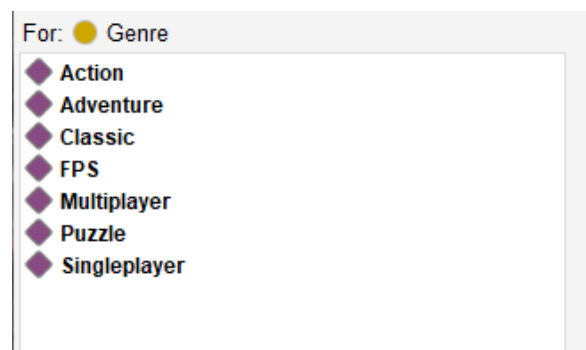 For: Genre
Action
Adventure
Classic
FPS
Multiplayer
Puzzle
Singleplayer